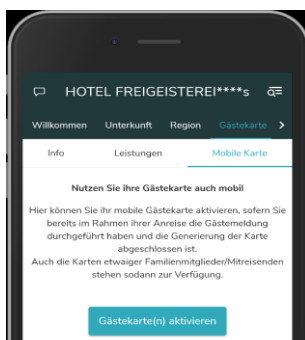 HOTEL FREIGEISTEREI****s
Willkommen Unterkunft Region Gästekarte
Info Leistungen Mobile Karte
Nutzen Sie ihre Gästekarte auch mobil
Hier können Sie ihr mobile Gästekarte aktivieren, sofern Sie
bereits im Rahmen ihrer Anreise die Gästemeldung
durchgeführt haben und die Generierung der Karte
abgeschlossen ist.
Auch die Karten etwaiger Familienmitglieder/Mitreisenden
stehen sodann zur Verfügung.
Gästekarte(n) aktivieren